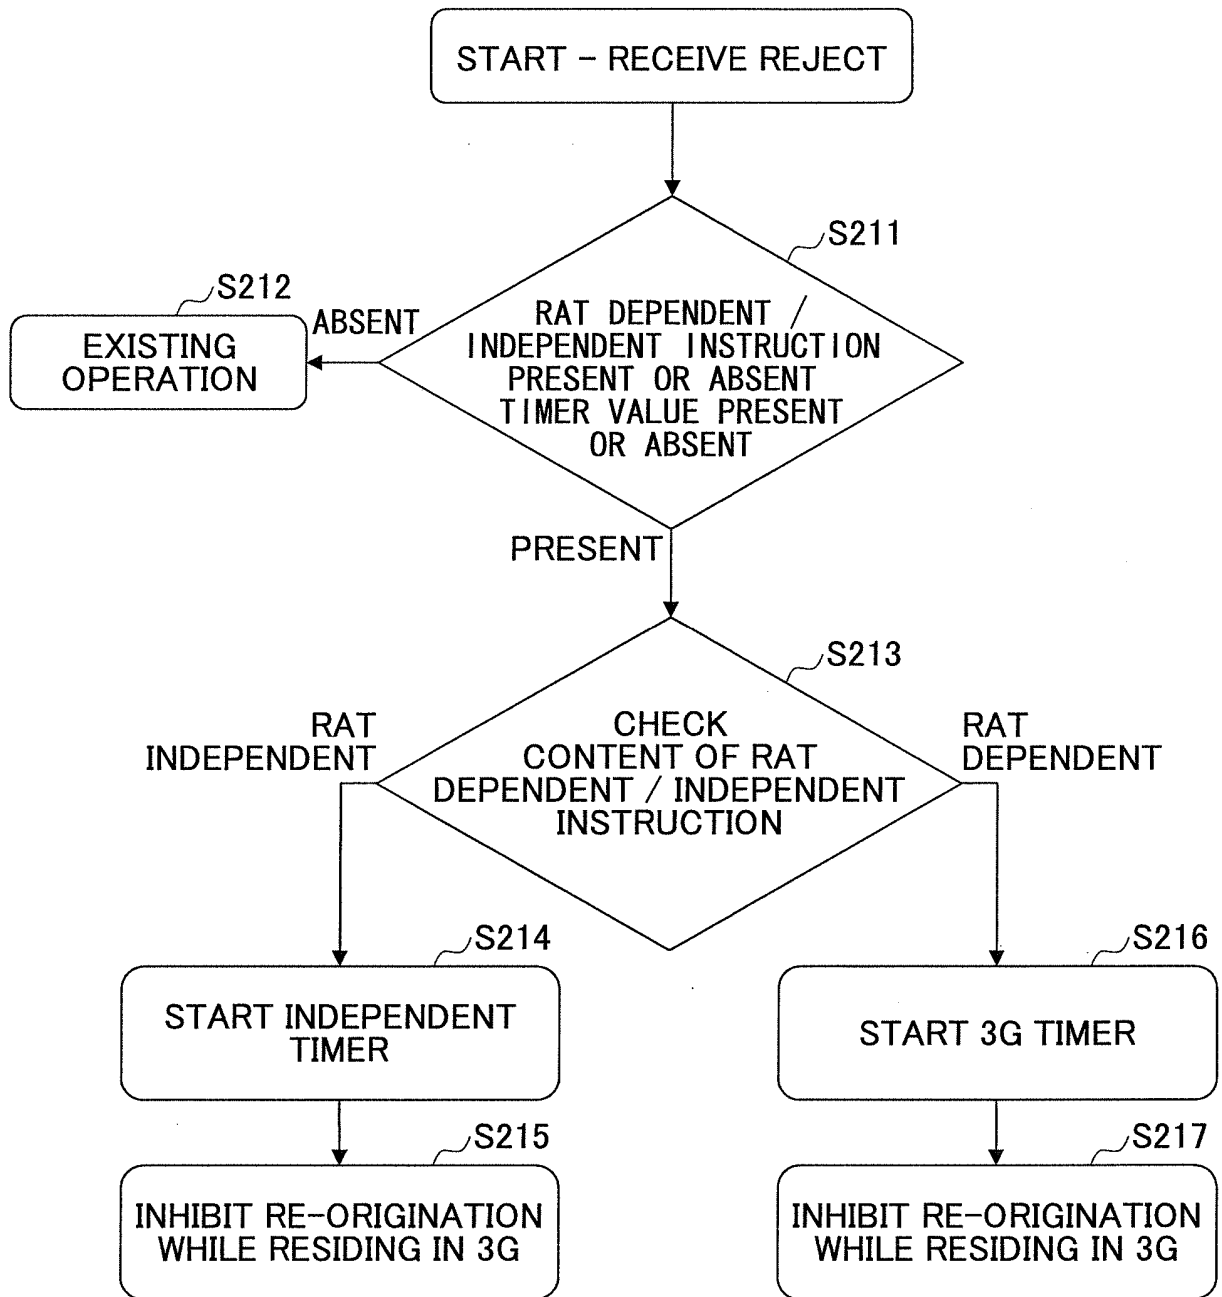 START – RECEIVE REJECT
S211
RAT DEPENDENT /
INDEPENDENT INSTRUCTION
PRESENT OR ABSENT
TIMER VALUE PRESENT
OR ABSENT
ABSENT
S212
EXISTING
OPERATION
PRESENT
S213
CHECK
CONTENT OF RAT
DEPENDENT / INDEPENDENT
INSTRUCTION
RAT
INDEPENDENT
RAT
DEPENDENT
S214
START INDEPENDENT
TIMER
S215
INHIBIT RE-ORIGINATION
WHILE RESIDING IN 3G
S216
START 3G TIMER
S217
INHIBIT RE-ORIGINATION
WHILE RESIDING IN 3G